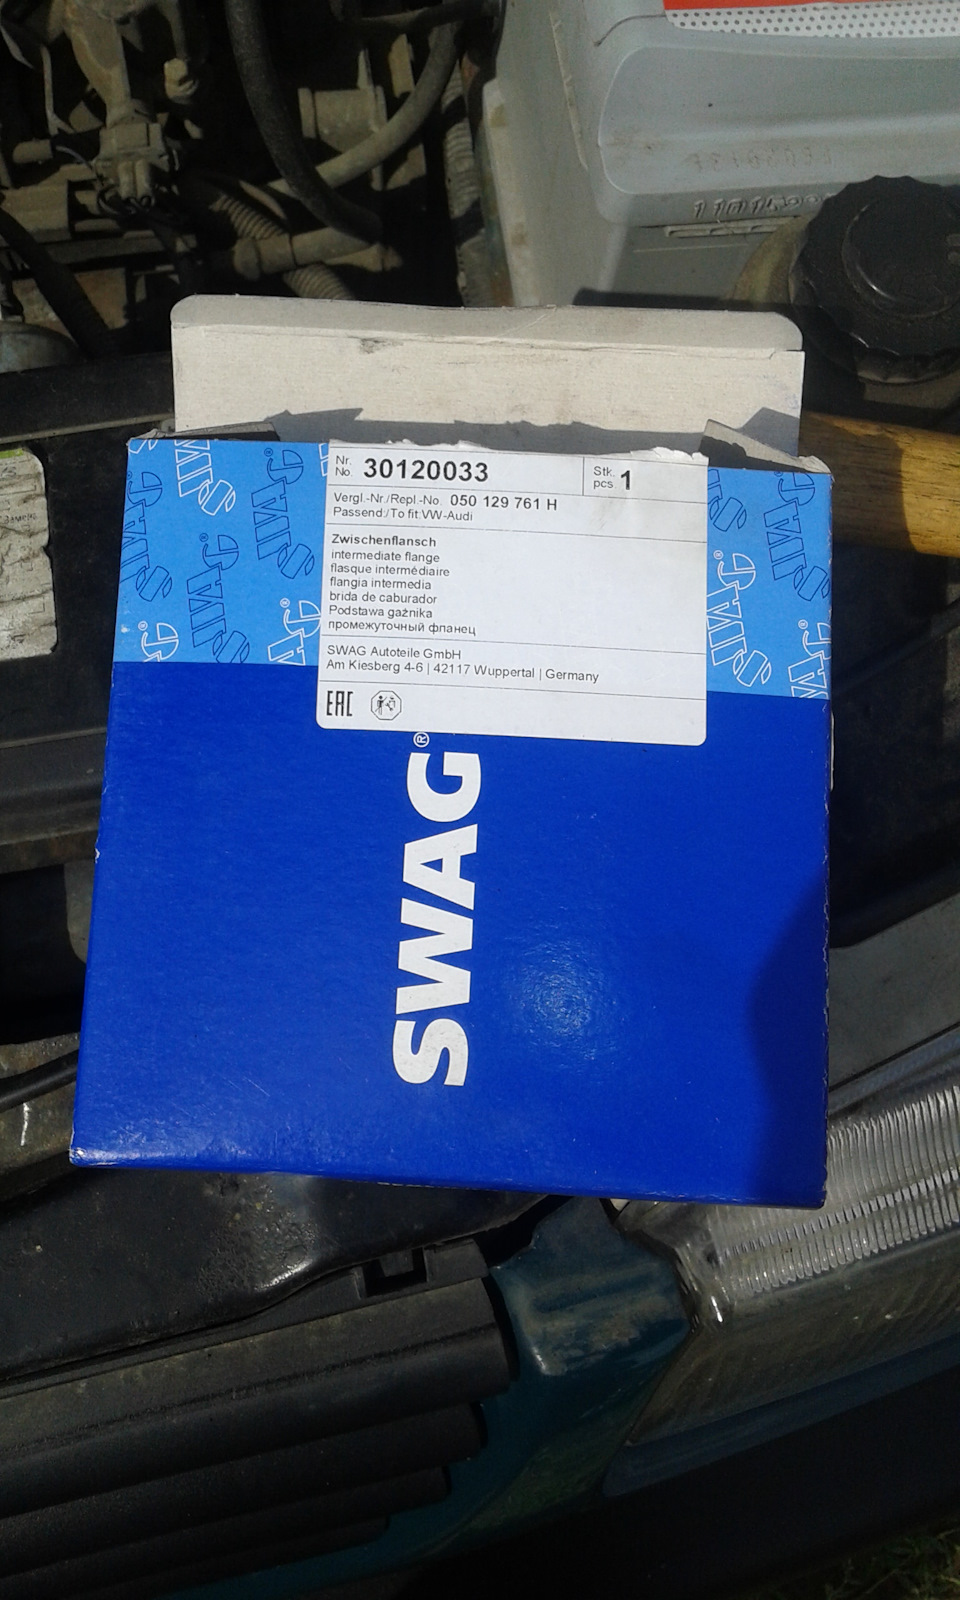 Nr. No. 30120033
Stk. pcs. 1
Vergl.-Nr./Repl.-No. 050 129 761 H
Passend:/To fit:VW-Audi
Zwischenflansch
intermediate flange
flasque intermédiaire
flangia intermedia
brida de caburador
Podstawa gaźnika
промежуточный фланец
SWAG Autoteile GmbH
Am Kiesberg 4-6 | 42117 Wuppertal | Germany
EAC
SWAG®